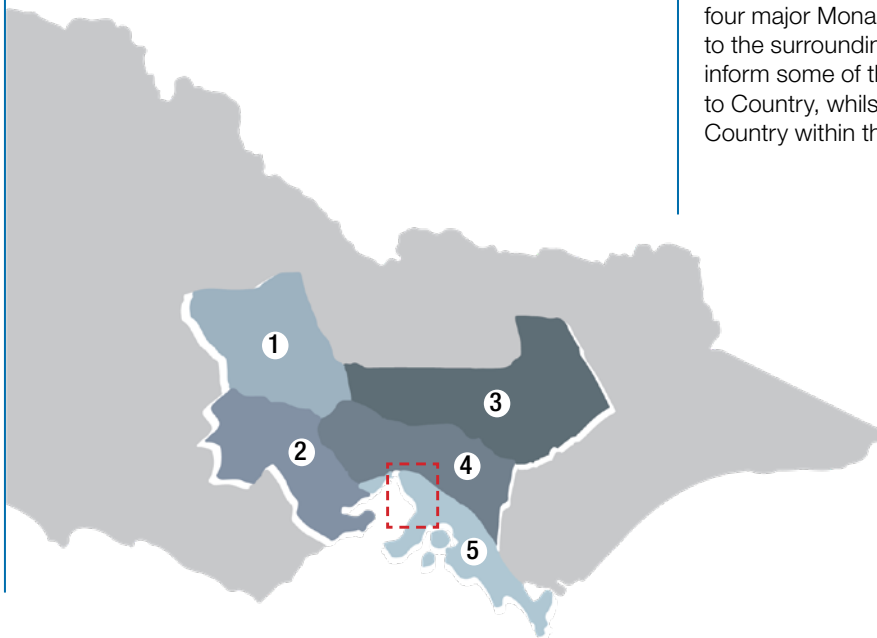 four major Mona
to the surroundin
inform some of th
to Country, whils
Country within th
1
3
2
4
5